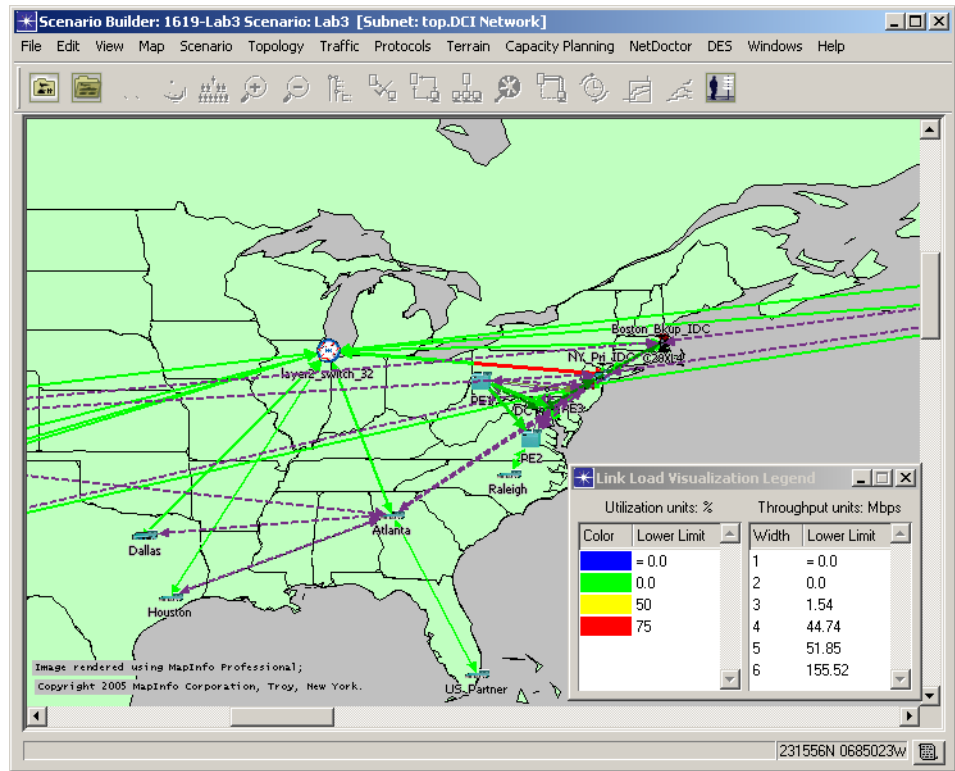 Scenario Builder: 1619-Lab3 Scenario: Lab3 [Subnet: top.DCI Network]
File Edit View Map Scenario Topology Traffic Protocols Terrain Capacity Planning NetDoctor DES Windows Help
Boston_Bkup_IDC
NY_Pri_IDC
layer2_switch_32
PE1
PE3
PE2
Raleigh
Atlanta
Dallas
Houston
US_Partner
Image rendered using MapInfo Professional;
Copyright 2005 MapInfo Corporation, Troy, New York.
Link Load Visualization Legend
Utilization units: % Throughput units: Mbps
Color Lower Limit Width Lower Limit
= 0.0 1 = 0.0
0.0 2 0.0
50 3 1.54
75 4 44.74
5 51.85
6 155.52
231556N 0685023W